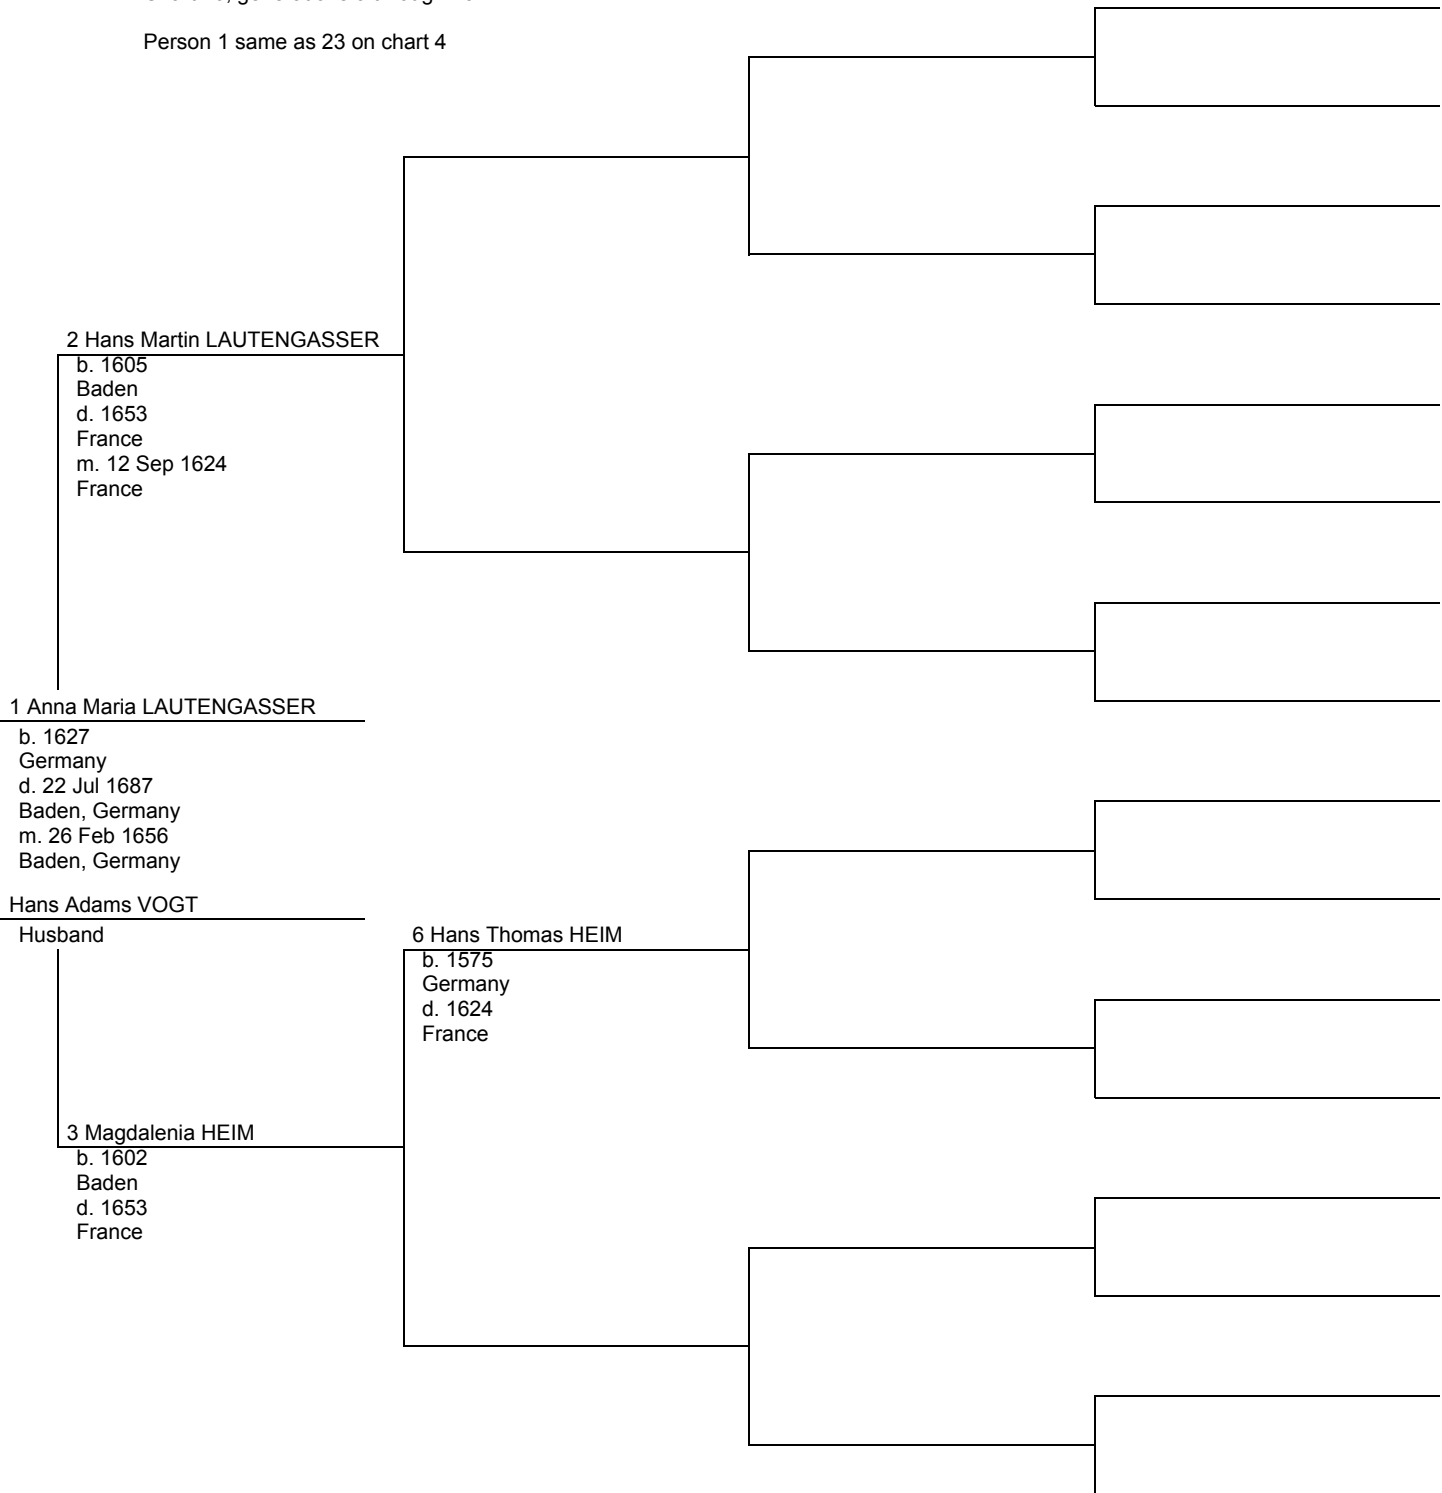 Person 1 same as 23 on chart 4
2 Hans Martin LAUTENGASSER
b. 1605
Baden
d. 1653
France
m. 12 Sep 1624
France
1 Anna Maria LAUTENGASSER
b. 1627
Germany
d. 22 Jul 1687
Baden, Germany
m. 26 Feb 1656
Baden, Germany
Hans Adams VOGT
Husband
6 Hans Thomas HEIM
b. 1575
Germany
d. 1624
France
3 Magdalenia HEIM
b. 1602
Baden
d. 1653
France